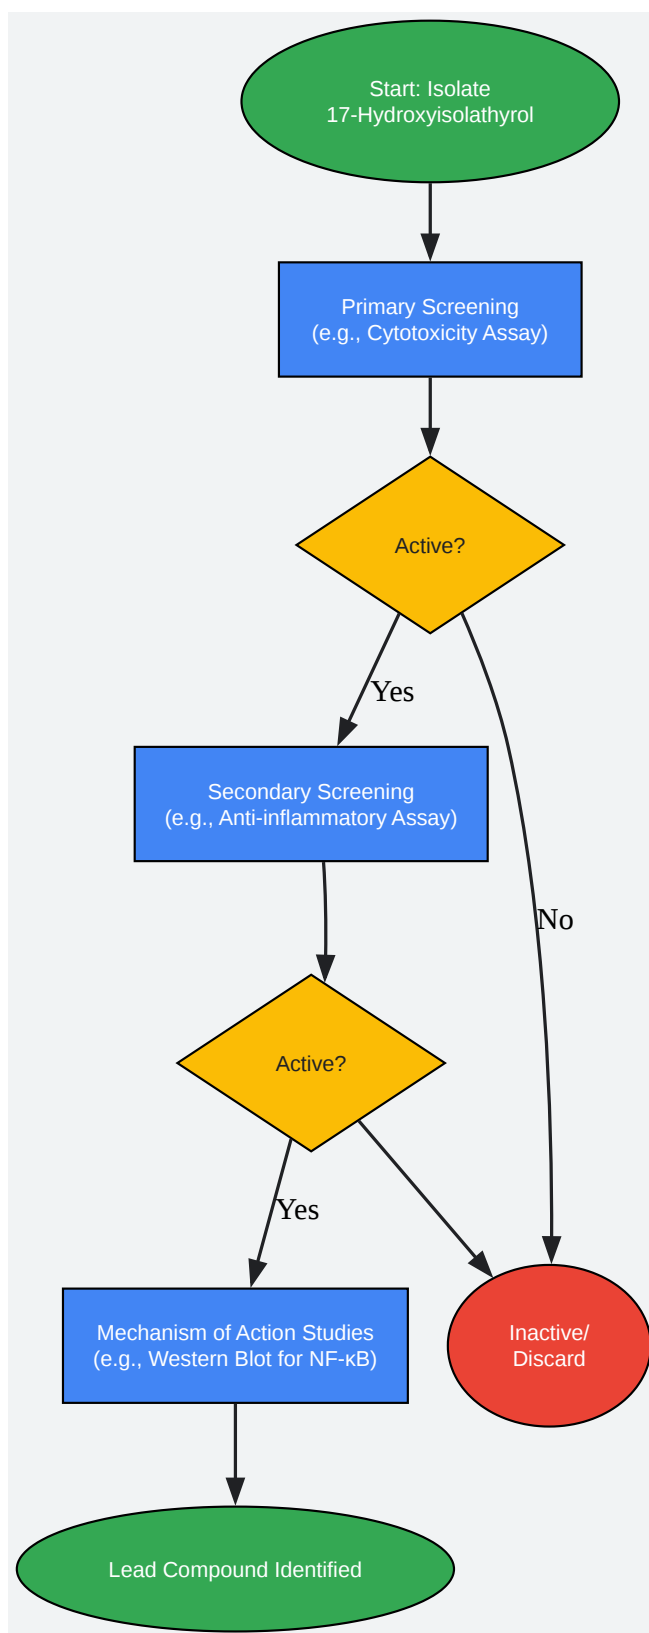 Start: Isolate
17-Hydroxyisolathyrol
Primary Screening
(e.g., Cytotoxicity Assay)
Active?
Yes
Secondary Screening
(e.g., Anti-inflammatory Assay)
No
Active?
Yes
Mechanism of Action Studies
(e.g., Western Blot for NF-κB)
Inactive/
Discard
Lead Compound Identified